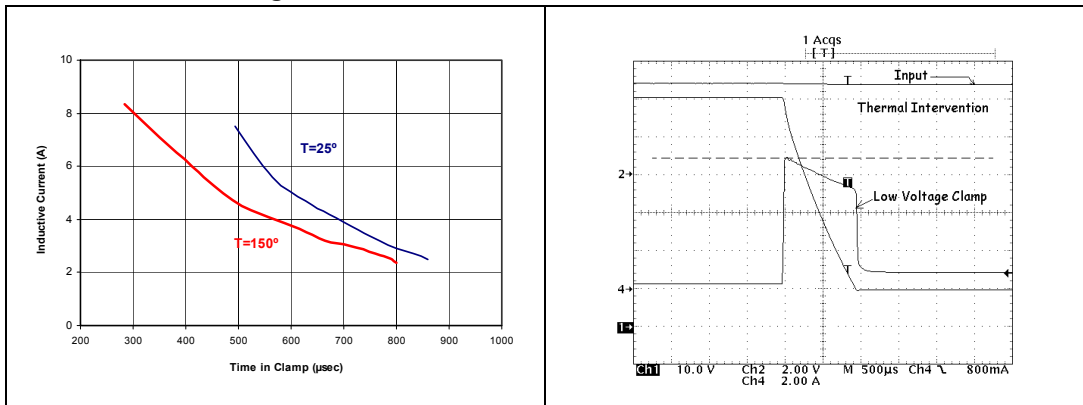 10
8
6
4
2
0
Inductive Current (A)
T=25º
T=150º
200 300 400 500 600 700 800 900 1000
Time in Clamp (µsec)
1 Acqs
[ T ]
T
Input
Thermal Intervention
2
T
Low Voltage Clamp
T
4
1
Ch1 10.0 V Ch2 2.00 V M 500µs Ch4 800mA
Ch4 2.00 A